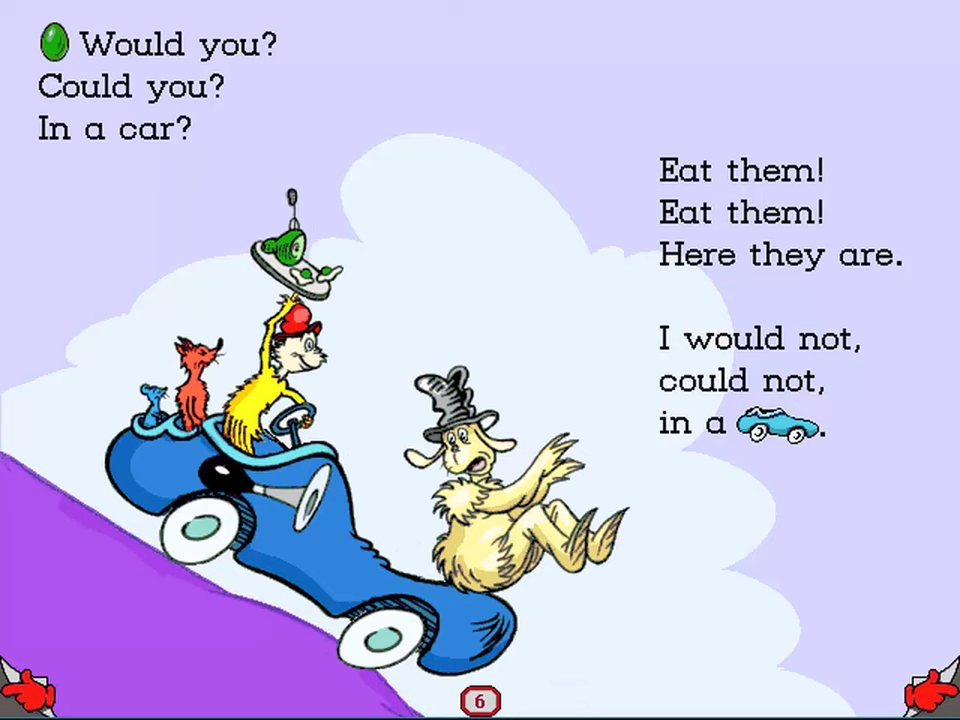 Would you?
Could you?
In a car?
Eat them!
Eat them!
Here they are.
I would not,
could not,
in a .
6